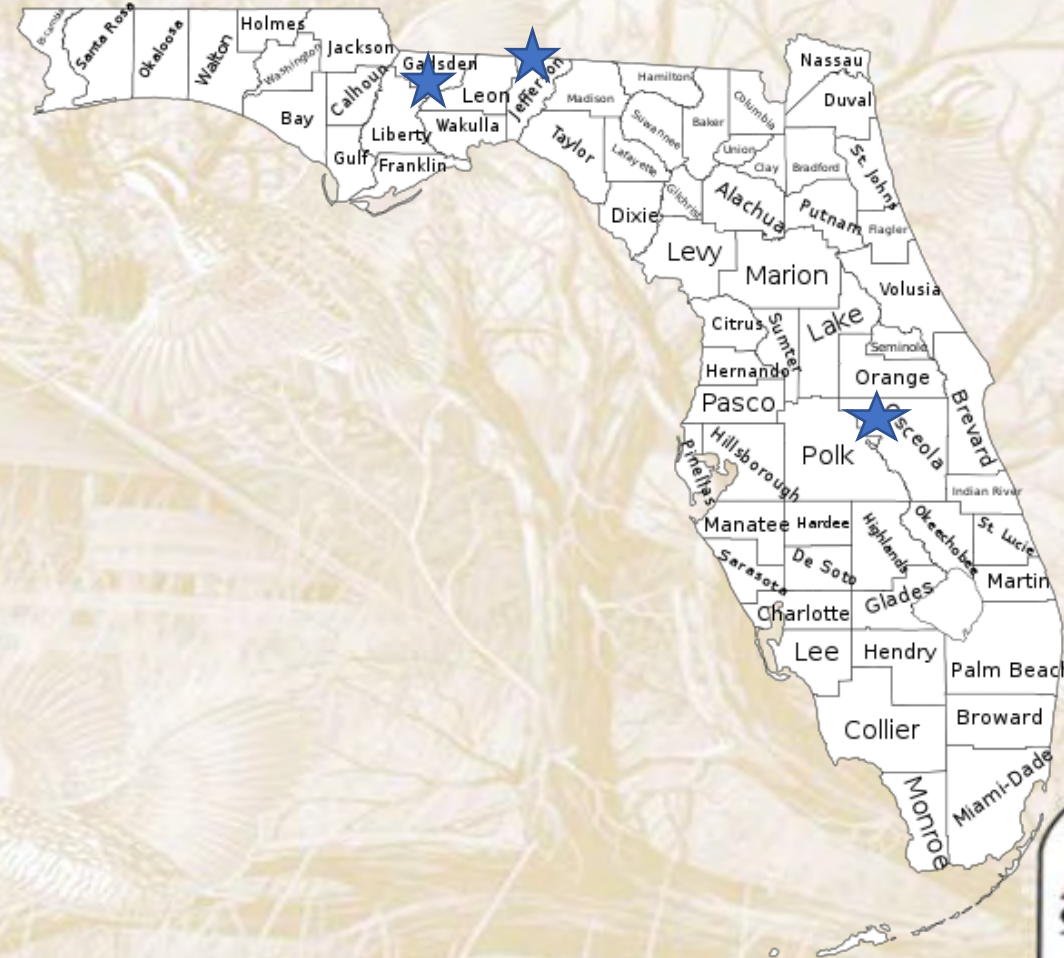 Santa Rosa
Okaloosa
Walton
Holmes
Washington
Jackson
Bay
Calhoun
Gulf
Liberty
Gadsden
Franklin
Leon
Wakulla
Jefferson
Madison
Taylor
Hamilton
Suwannee
Lafayette
Dixie
Baker
Columbia
Union
Clay
Bradford
Gilchrist
Alachua
Nassau
Duval
St. Johns
Putnam
Flagler
Levy
Marion
Volusia
Citrus
Sumter
Lake
Seminole
Hernando
Orange
Pasco
Brevard
Pinellas
Hillsborough
Polk
Osceola
Indian River
Manatee
Hardee
Highlands
Okeechobee
St. Lucie
Sarasota
De Soto
Martin
Charlotte
Glades
Lee
Hendry
Palm Beac
Collier
Broward
Monroe
Miami-Dade